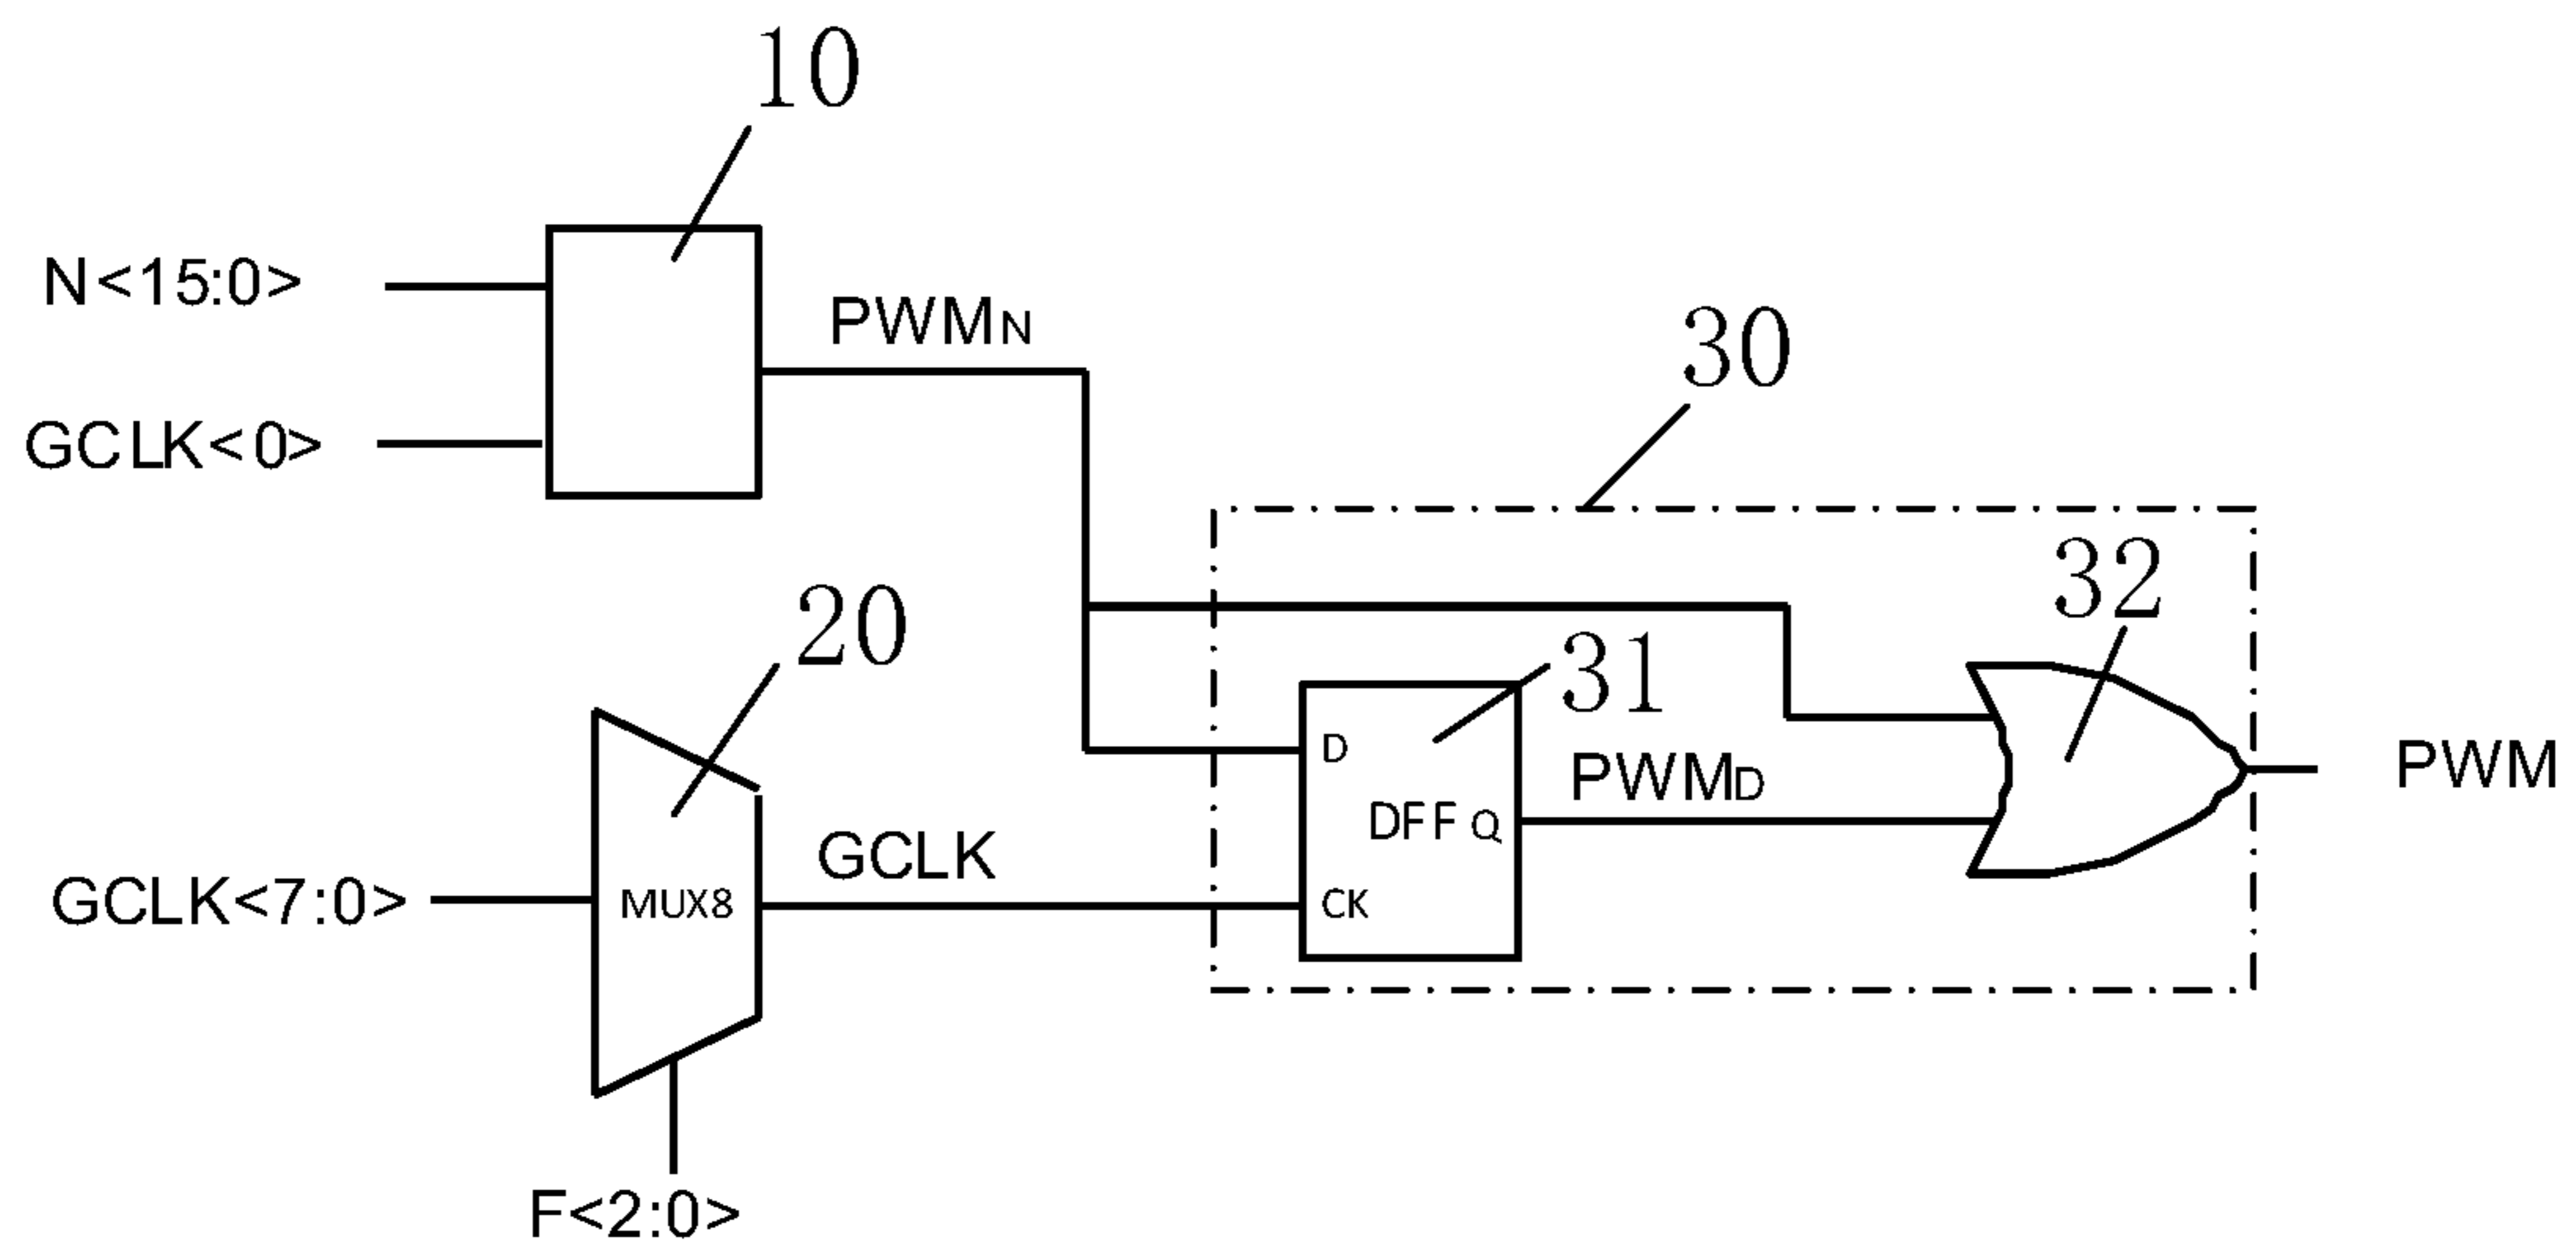 10
N<15:0>
PWMN
30
GCLK<0>
32
20
31
D
PWMD
PWM
DFF Q
GCLK
GCLK<7:0>
MUX8
CK
F<2:0>